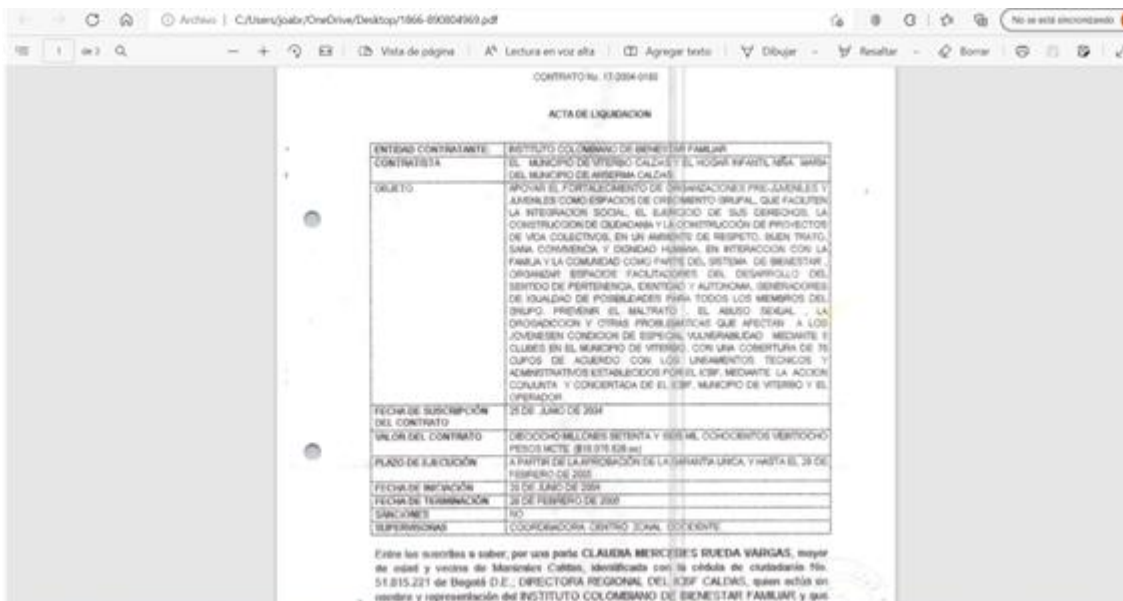 Archivo | C:/Users/joabr/OneDrive/Desktop/1866-890804969.pdf
No se está sincronizando
1 de 3 Vista de página Lectura en voz alta Agregar texto Dibujar Resaltar Borrar
CONTRATO No. 17-2004-0180
ACTA DE LIQUIDACION
ENTIDAD CONTRATANTE INSTITUTO COLOMBIANO DE BIENESTAR FAMILIAR
CONTRATISTA EL MUNICIPIO DE VITERBO CALDAS Y EL HOGAR INFANTIL NIÑA MARIA
DEL MUNICIPIO DE ANSERMA CALDAS
OBJETO APOYAR EL FORTALECIMIENTO DE ORGANIZACIONES PRE-JUVENILES Y
JUVENILES COMO ESPACIOS DE CRECIMIENTO GRUPAL, QUE FACILITEN
LA INTEGRACION SOCIAL, EL EJERCICIO DE SUS DERECHOS, LA
CONSTRUCCION DE CIUDADANIA Y LA CONSTRUCCIÓN DE PROYECTOS
DE VIDA COLECTIVOS, EN UN AMBIENTE DE RESPETO, BUEN TRATO,
SANA CONVIVENCIA Y DIGNIDAD HUMANA, EN INTERACCION CON LA
FAMILIA Y LA COMUNIDAD COMO PARTE DEL SISTEMA DE BIENESTAR,
ORGANIZAR ESPACIOS FACILITADORES DEL DESARROLLO DEL
SENTIDO DE PERTENENCIA, IDENTIDAD Y AUTONOMIA, GENERADORES
DE IGUALDAD DE POSIBILIDADES PARA TODOS LOS MIEMBROS DEL
GRUPO. PREVENIR EL MALTRATO, EL ABUSO SEXUAL, LA
DROGADICCION Y OTRAS PROBLEMÁTICAS QUE AFECTAN A LOS
JOVENESEN CONDICION DE ESPECIAL VULNERABILIDAD MEDIANTE
CLUBES EN EL MUNICIPIO DE VITERBO, CON UNA COBERTURA DE
CUPOS DE ACUERDO CON LOS LINEAMIENTOS TECNICOS Y
ADMINISTRATIVOS ESTABLECIDOS POR EL ICBF, MEDIANTE LA ACCION
CONJUNTA Y CONCERTADA DE EL ICBF, MUNICIPIO DE VITERBO Y EL
OPERADOR
FECHA DE SUSCRIPCIÓN 25 DE JUNIO DE 2004
DEL CONTRATO
VALOR DEL CONTRATO DIECIOCHO MILLONES SETENTA Y SEIS MIL OCHOCIENTOS VEINTIOCHO
PESOS MCTE.
PLAZO DE EJECUCIÓN A PARTIR DE LA APROBACIÓN DE LA GARANTIA UNICA, Y HASTA EL 28 DE
FEBRERO DE 2005
FECHA DE INICIACIÓN DE JUNIO DE 2004
FECHA DE TERMINACIÓN 28 DE FEBRERO DE 2005
SANCIONES NO
SUPERVISORAS COORDINADORA CENTRO ZONAL OCCIDENTE
Entre los suscritos a saber, por una parte CLAUDIA MERCEDES RUEDA VARGAS, mayor
de edad y vecina de Manizales Caldas, identificada con la cédula de ciudadanía No.
51.815.221 de Bogotá D.E.; DIRECTORA REGIONAL DEL ICBF CALDAS, quien actúa en
nombre y representación del INSTITUTO COLOMBIANO DE BIENESTAR FAMILIAR y que